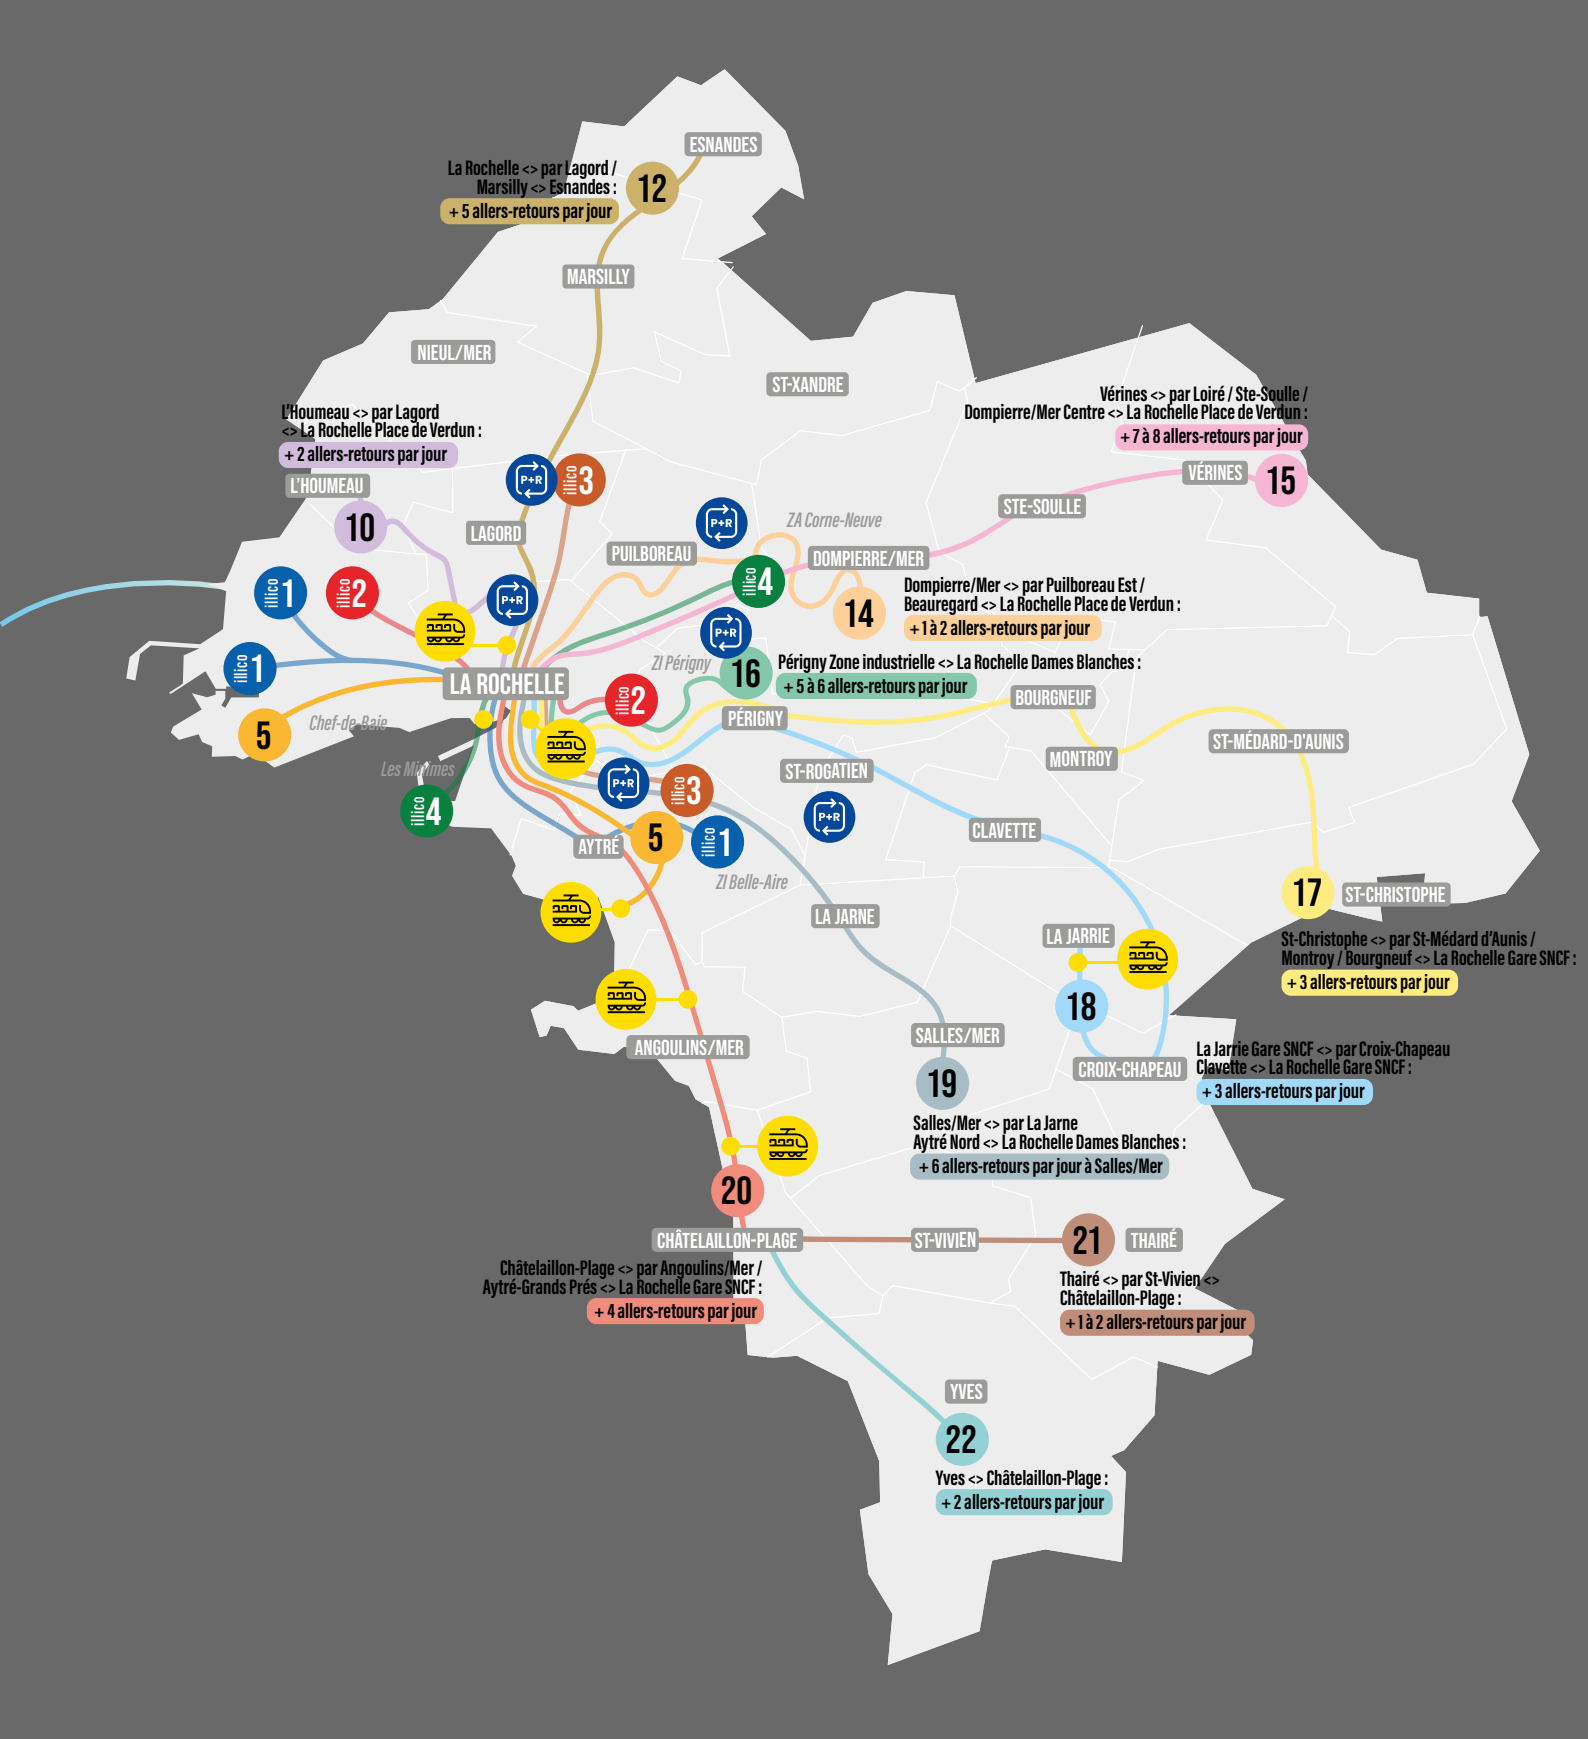 ESNANDES
La Rochelle <> par Lagord /
Marsilly <> Esnandes :
+ 5 allers-retours par jour
12
MARSILLY
NIEUL/MER
ST-XANDRE
L'Houmeau <> par Lagord
<> La Rochelle Place de Verdun :
+ 2 allers-retours par jour
L'HOUMEAU
10
Vérines <> par Loiré / Ste-Soulle /
Dompierre/Mer Centre <> La Rochelle Place de Verdun :
+ 7 à 8 allers-retours par jour
VÉRINES
15
STE-SOULLE
P+R
illico 3
LAGORD
P+R
ZA Corne-Neuve
PUILBOREAU
DOMPIERRE/MER
illico 4
14
Dompierre/Mer <> par Puilboreau Est /
Beauregard <> La Rochelle Place de Verdun :
+ 1 à 2 allers-retours par jour
illico 1
illico 2
P+R
P+R
illico 1
LA ROCHELLE
ZI Périgny
16
Périgny Zone industrielle <> La Rochelle Dames Blanches :
+ 5 à 6 allers-retours par jour
illico 2
BOURGNEUF
5
Chef-de-Baie
PÉRIGNY
ST-MÉDARD-D'AUNIS
MONTROY
Les Minimes
ST-ROGATIEN
P+R
illico 3
illico 4
P+R
5
illico 1
AYTRÉ
CLAVETTE
ZI Belle-Aire
17
ST-CHRISTOPHE
St-Christophe <> par St-Médard d'Aunis /
Montroy / Bourgneuf <> La Rochelle Gare SNCF :
+ 3 allers-retours par jour
LA JARNE
LA JARRIE
18
SALLES/MER
ANGOULINS/MER
CROIX-CHAPEAU
La Jarrie Gare SNCF <> par Croix-Chapeau
Clavette <> La Rochelle Gare SNCF :
+ 3 allers-retours par jour
19
Salles/Mer <> par La Jarne
Aytré Nord <> La Rochelle Dames Blanches :
+ 6 allers-retours par jour à Salles/Mer
20
CHÂTELAILLON-PLAGE
ST-VIVIEN
21
THAIRÉ
Châtelaillon-Plage <> par Angoulins/Mer /
Aytré-Grands Prés <> La Rochelle Gare SNCF :
+ 4 allers-retours par jour
Thairé <> par St-Vivien <>
Châtelaillon-Plage :
+ 1 à 2 allers-retours par jour
YVES
22
Yves <> Châtelaillon-Plage :
+ 2 allers-retours par jour